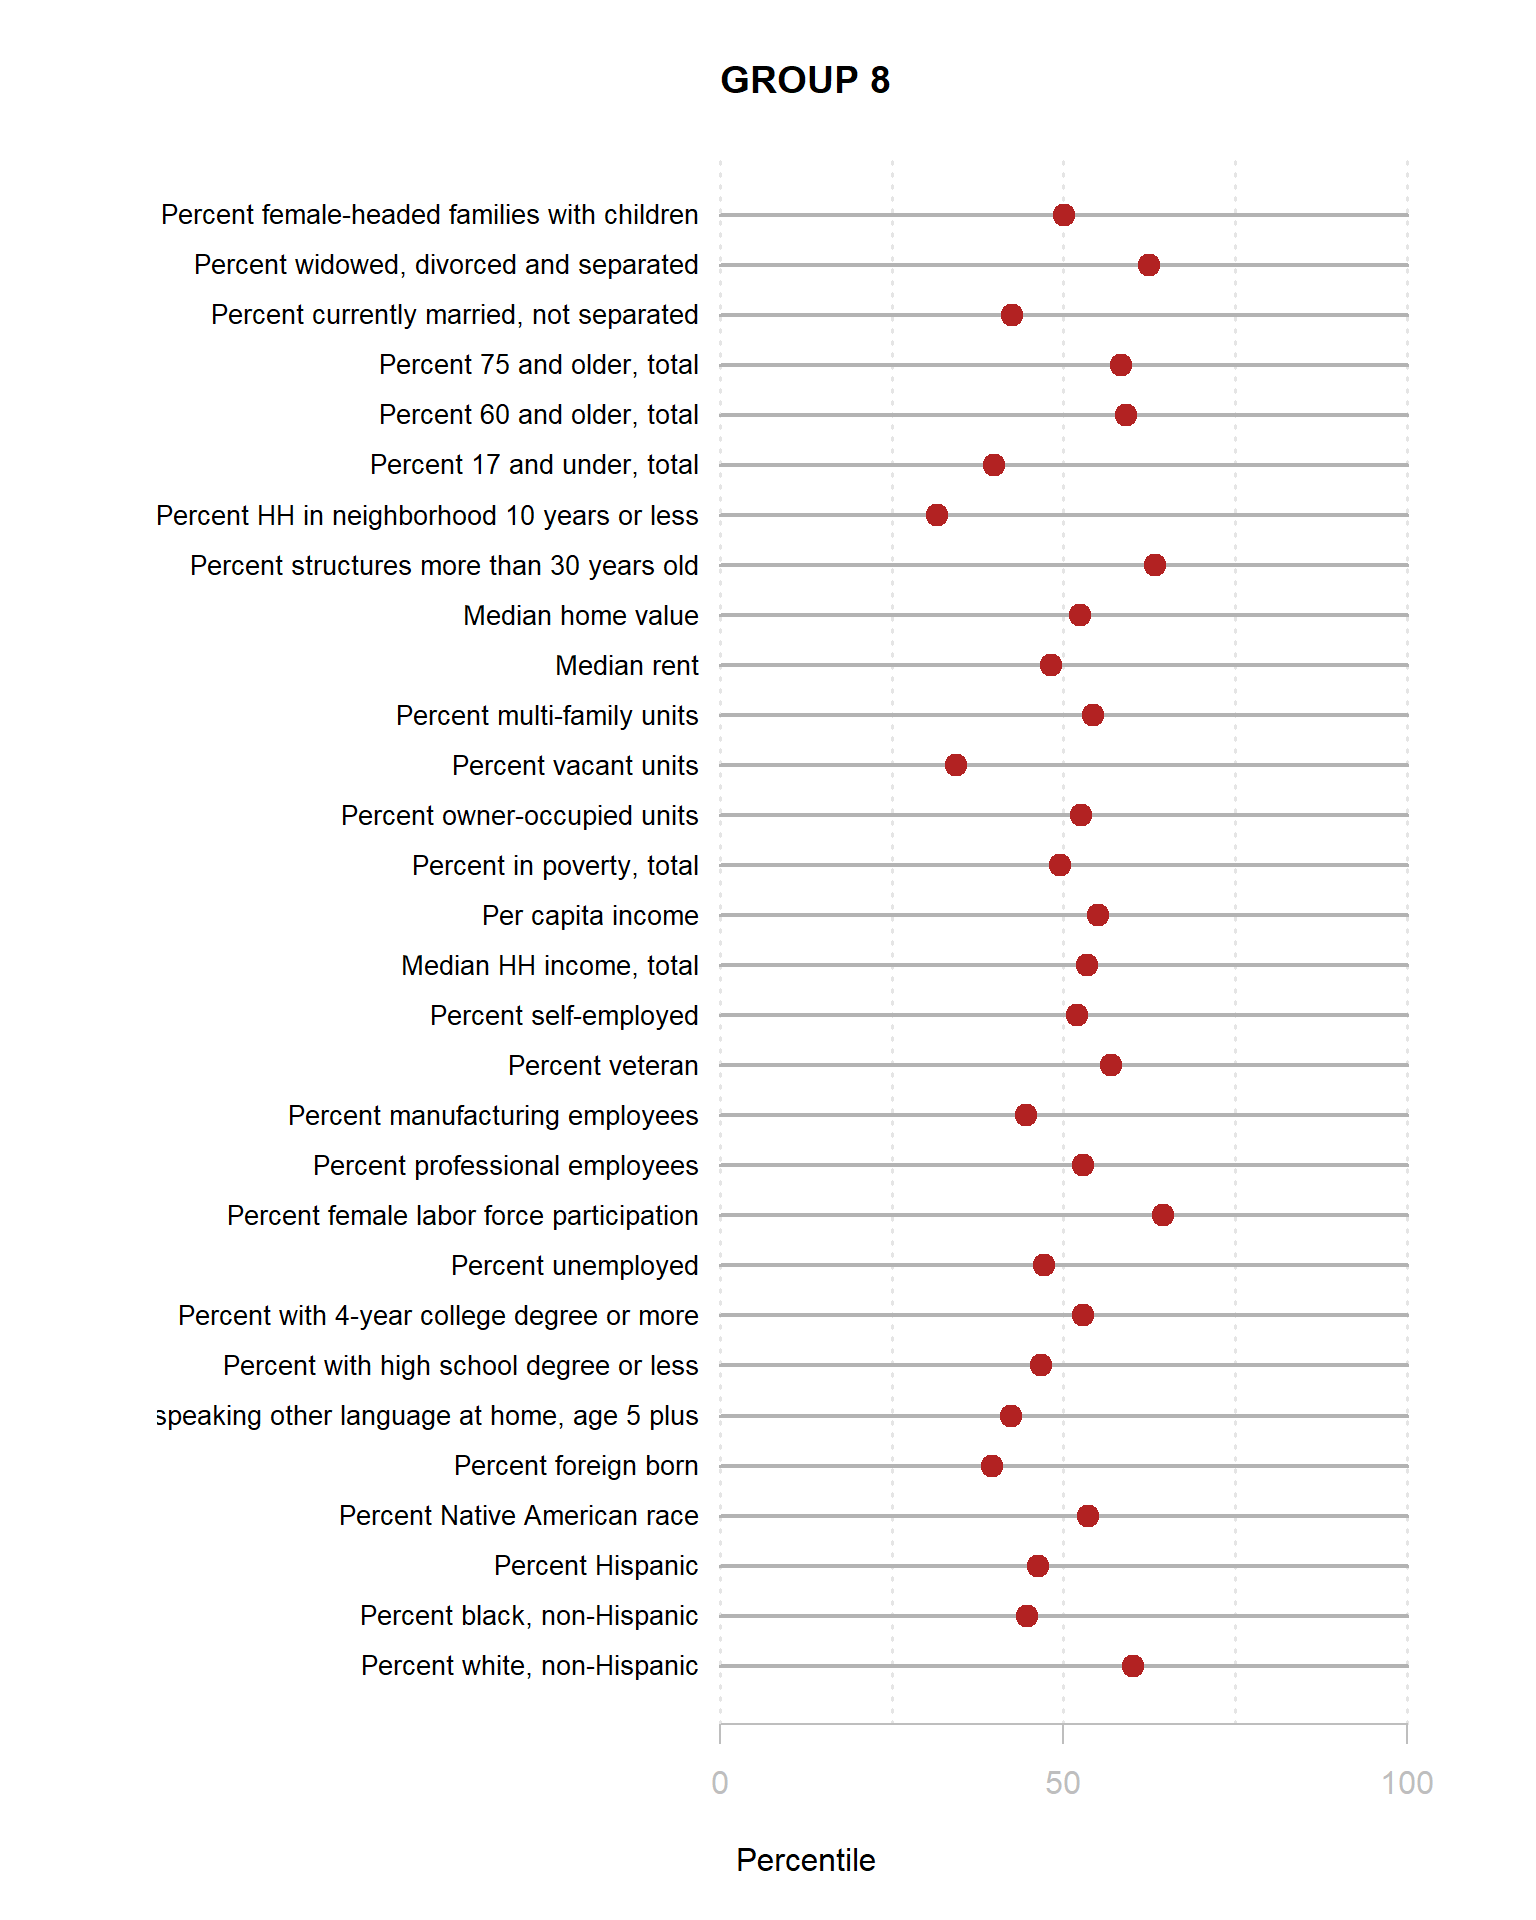 GROUP 8
Percent female-headed families with children
Percent widowed, divorced and separated
Percent currently married, not separated
Percent 75 and older, total
Percent 60 and older, total
Percent 17 and under, total
Percent HH in neighborhood 10 years or less
Percent structures more than 30 years old
Median home value
Median rent
Percent multi-family units
Percent vacant units
Percent owner-occupied units
Percent in poverty, total
Per capita income
Median HH income, total
Percent self-employed
Percent veteran
Percent manufacturing employees
Percent professional employees
Percent female labor force participation
Percent unemployed
Percent with 4-year college degree or more
Percent with high school degree or less
speaking other language at home, age 5 plus
Percent foreign born
Percent Native American race
Percent Hispanic
Percent black, non-Hispanic
Percent white, non-Hispanic
0 50 100
Percentile